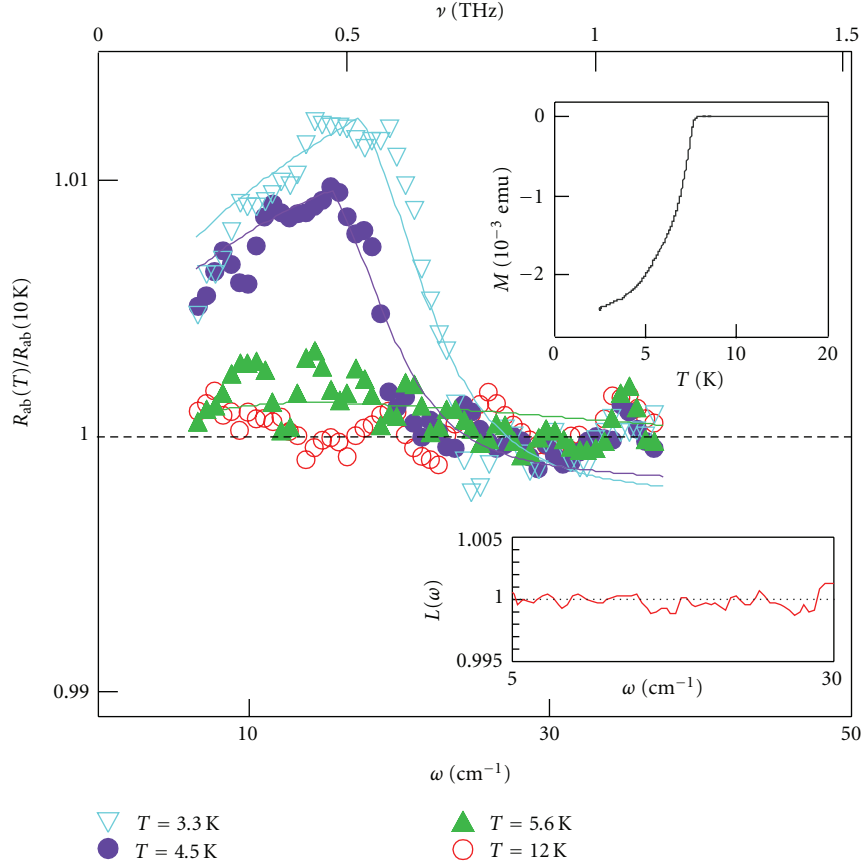 ν (THz)
0 0.5 1 1.5
R_ab(T)/R_ab(10K)
1.01
1
0.99
M (10⁻³ emu)
0
−1
−2
0 5 10 20
T (K)
L(ω)
1.005
1
0.995
5 30
ω (cm⁻¹)
10 30 50
ω (cm⁻¹)
T = 3.3 K
T = 4.5 K
T = 5.6 K
T = 12 K